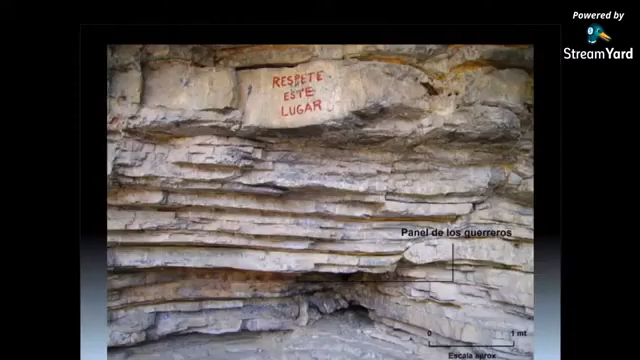 Powered by
StreamYard
RESPETE
ESTE
LUGAR
Panel de los guerreros
0 1 mt
Escala aprox